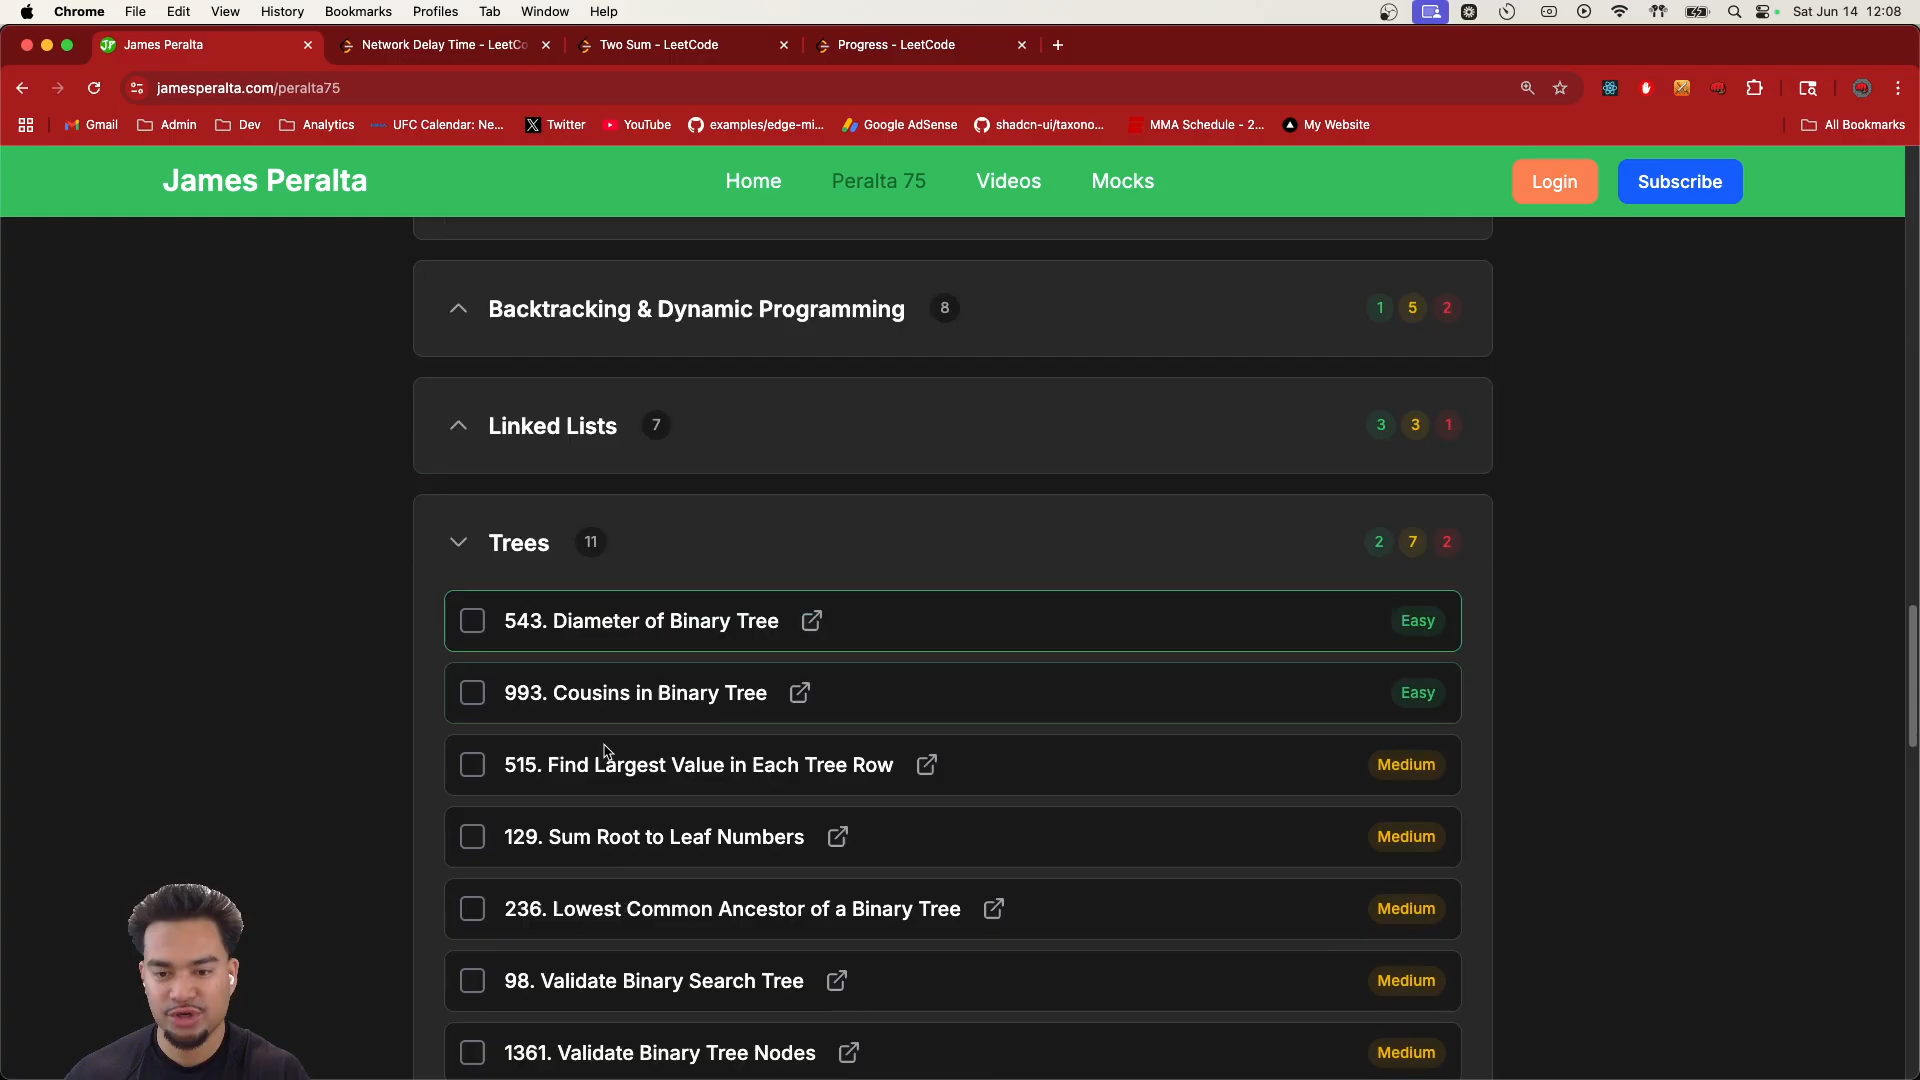 Chrome File Edit View History Bookmarks Profiles Tab Window Help Sat Jun 14 12:08
James Peralta Network Delay Time - LeetCo Two Sum - LeetCode Progress - LeetCode
jamesperalta.com/peralta75
Gmail Admin Dev Analytics UFC Calendar: Ne... Twitter YouTube examples/edge-mi... Google AdSense shadcn-ui/taxono... MMA Schedule - 2... My Website All Bookmarks
James Peralta Home Peralta 75 Videos Mocks Login Subscribe
Backtracking & Dynamic Programming 8 1 5 2
Linked Lists 7 3 3 1
Trees 11 2 7 2
543. Diameter of Binary Tree Easy
993. Cousins in Binary Tree Easy
515. Find Largest Value in Each Tree Row Medium
129. Sum Root to Leaf Numbers Medium
236. Lowest Common Ancestor of a Binary Tree Medium
98. Validate Binary Search Tree Medium
1361. Validate Binary Tree Nodes Medium